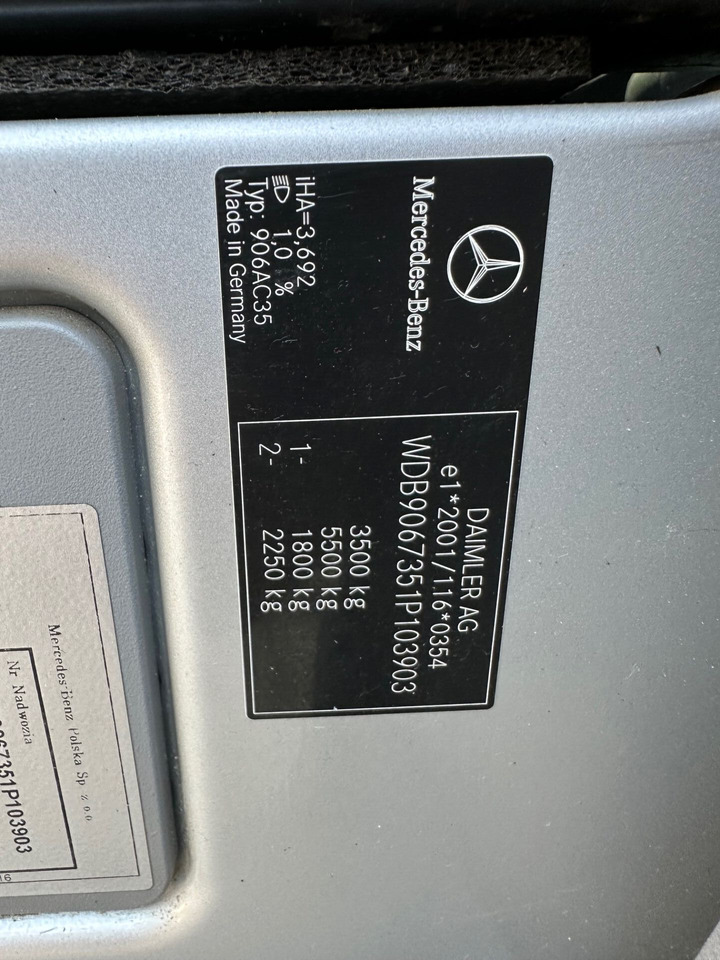 Mercedes-Benz
iHA=3,692
1,0 %
Typ: 906AC35
Made in Germany
DAIMLER AG
e1*2001/116*0354
WDB9067351P103903
3500 kg
5500 kg
1- 1800 kg
2- 2250 kg
Mercedes-Benz Polska Sp. z o.o.
Nr Nadwozia
067351P103903